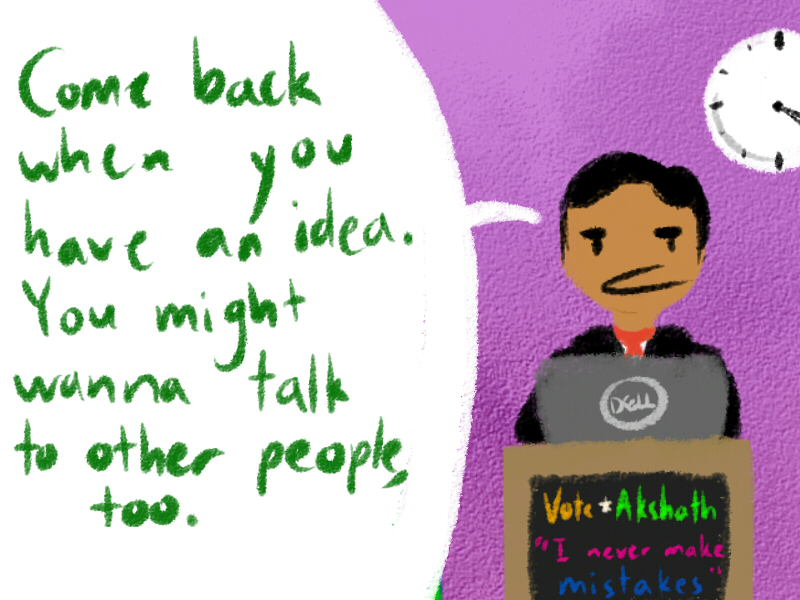 Come back
when you
have an idea.
You might
wanna talk
to other people,
too.
DELL
Vote * Akshath
"I never make
mistakes"